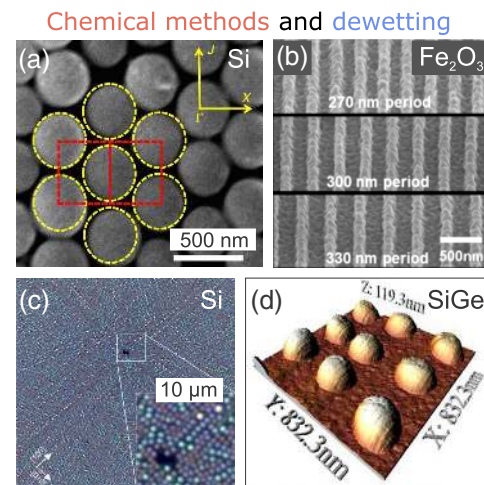 Chemical methods and dewetting
(a) Si
J
X
Γ
500 nm
(b) Fe₂O₃
270 nm period
300 nm period
330 nm period
500nm
(c) Si
10 µm
(d) SiGe
Z: 119.3nm
Y: 832.3nm
X: 832.3nm